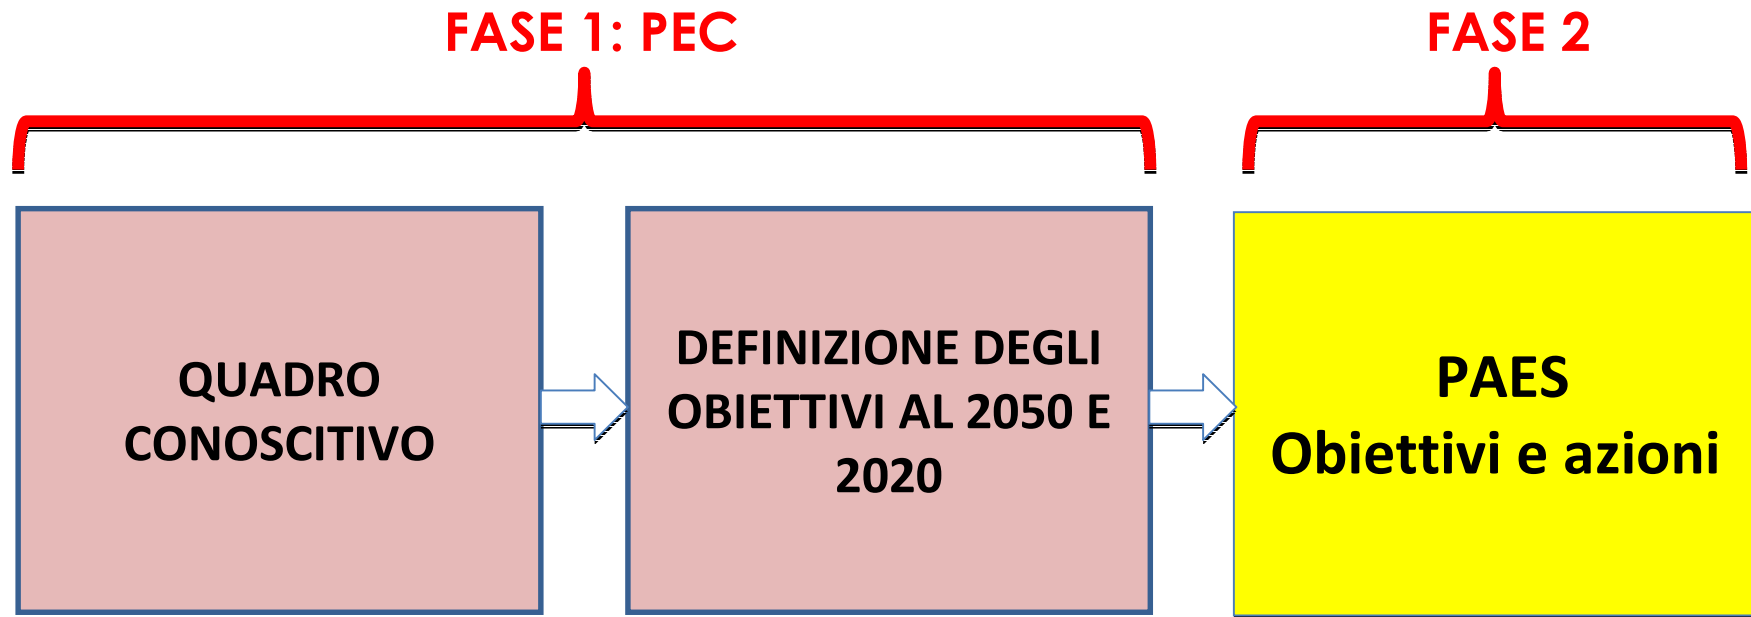 FASE 1: PEC
FASE 2
QUADRO
CONOSCITIVO
DEFINIZIONE DEGLI
OBIETTIVI AL 2050 E
2020
PAES
Obiettivi e azioni